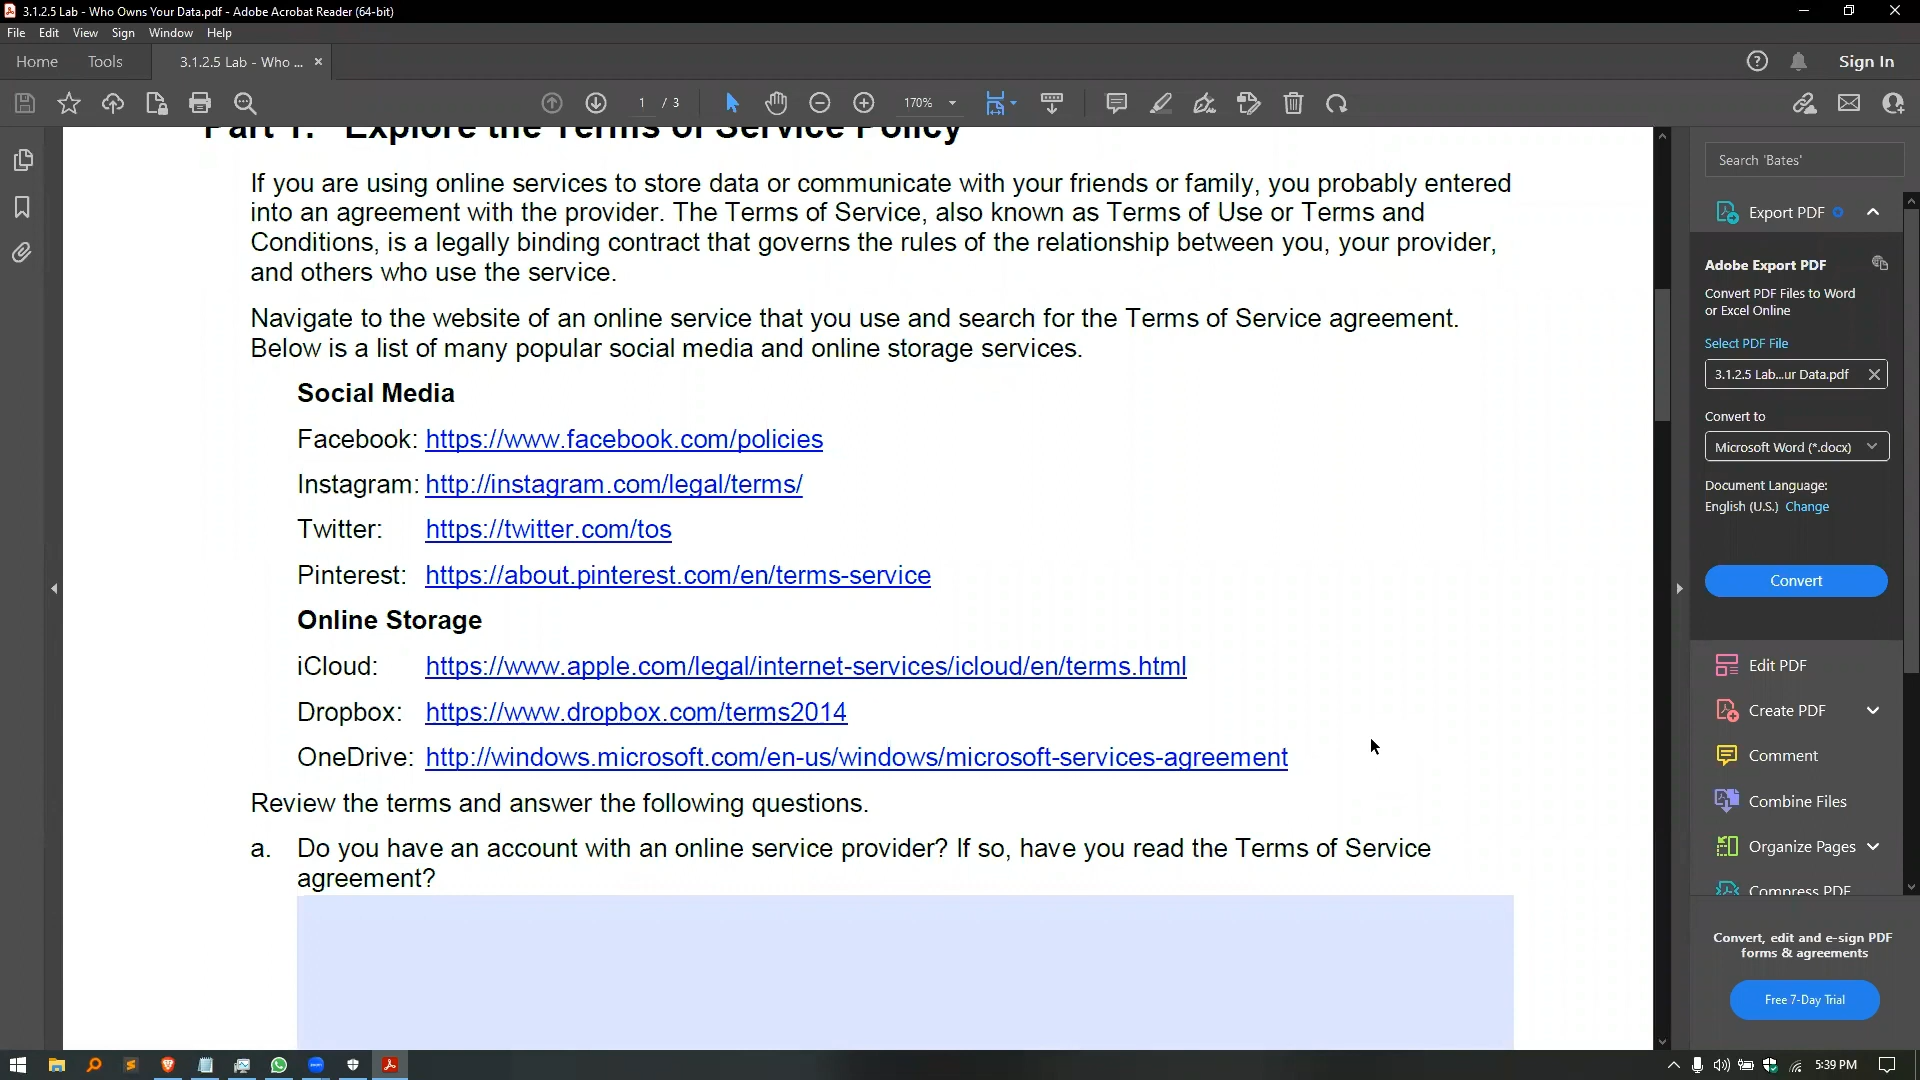 3.1.2.5 Lab - Who Owns Your Data.pdf - Adobe Acrobat Reader (64-bit)
File Edit View Sign Window Help
Home Tools 3.1.2.5 Lab - Who ... × Sign In
1 / 3 170%
Part 1: Explore the Terms of Service Policy
If you are using online services to store data or communicate with your friends or family, you probably entered
into an agreement with the provider. The Terms of Service, also known as Terms of Use or Terms and
Conditions, is a legally binding contract that governs the rules of the relationship between you, your provider,
and others who use the service.
Navigate to the website of an online service that you use and search for the Terms of Service agreement.
Below is a list of many popular social media and online storage services.
Social Media
Facebook: https://www.facebook.com/policies
Instagram: http://instagram.com/legal/terms/
Twitter: https://twitter.com/tos
Pinterest: https://about.pinterest.com/en/terms-service
Online Storage
iCloud: https://www.apple.com/legal/internet-services/icloud/en/terms.html
Dropbox: https://www.dropbox.com/terms2014
OneDrive: http://windows.microsoft.com/en-us/windows/microsoft-services-agreement
Review the terms and answer the following questions.
a. Do you have an account with an online service provider? If so, have you read the Terms of Service
agreement?
Search 'Bates'
Export PDF
Adobe Export PDF
Convert PDF Files to Word
or Excel Online
Select PDF File
3.1.2.5 Lab...ur Data.pdf
Convert to
Microsoft Word (*.docx)
Document Language:
English (U.S.) Change
Convert
Edit PDF
Create PDF
Comment
Combine Files
Organize Pages
Compress PDF
Convert, edit and e-sign PDF
forms & agreements
Free 7-Day Trial
5:39 PM